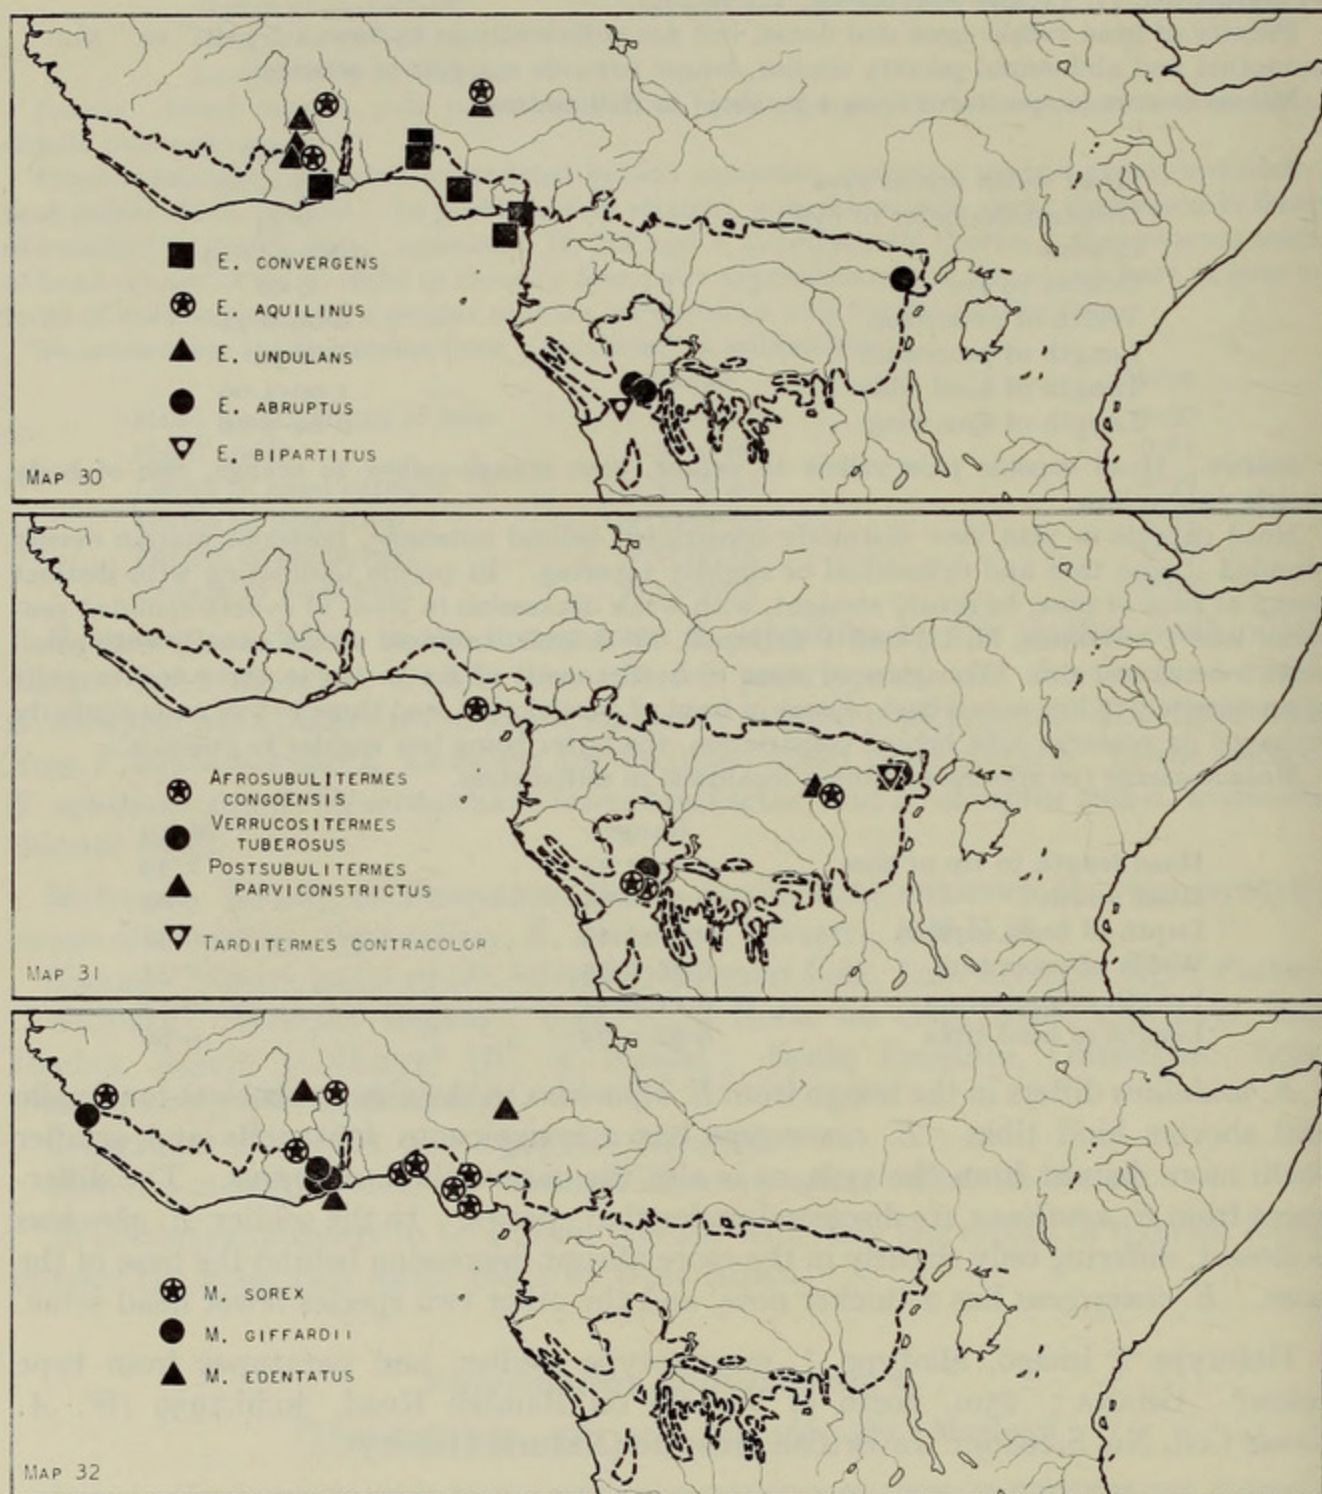 E. CONVERGENS
E. AQUILINUS
E. UNDULANS
E. ABRUPTUS
E. BIPARTITUS
MAP 30
AFROSUBULITERMES
CONGOENSIS
VERRUCOSITERMES
TUBEROSUS
POSTSUBULITERMES
PARVICONSTRICTUS
TARDITERMES CONTRACOLOR
MAP 31
M. SOREX
M. GIFFARDII
M. EDENTATUS
MAP 32